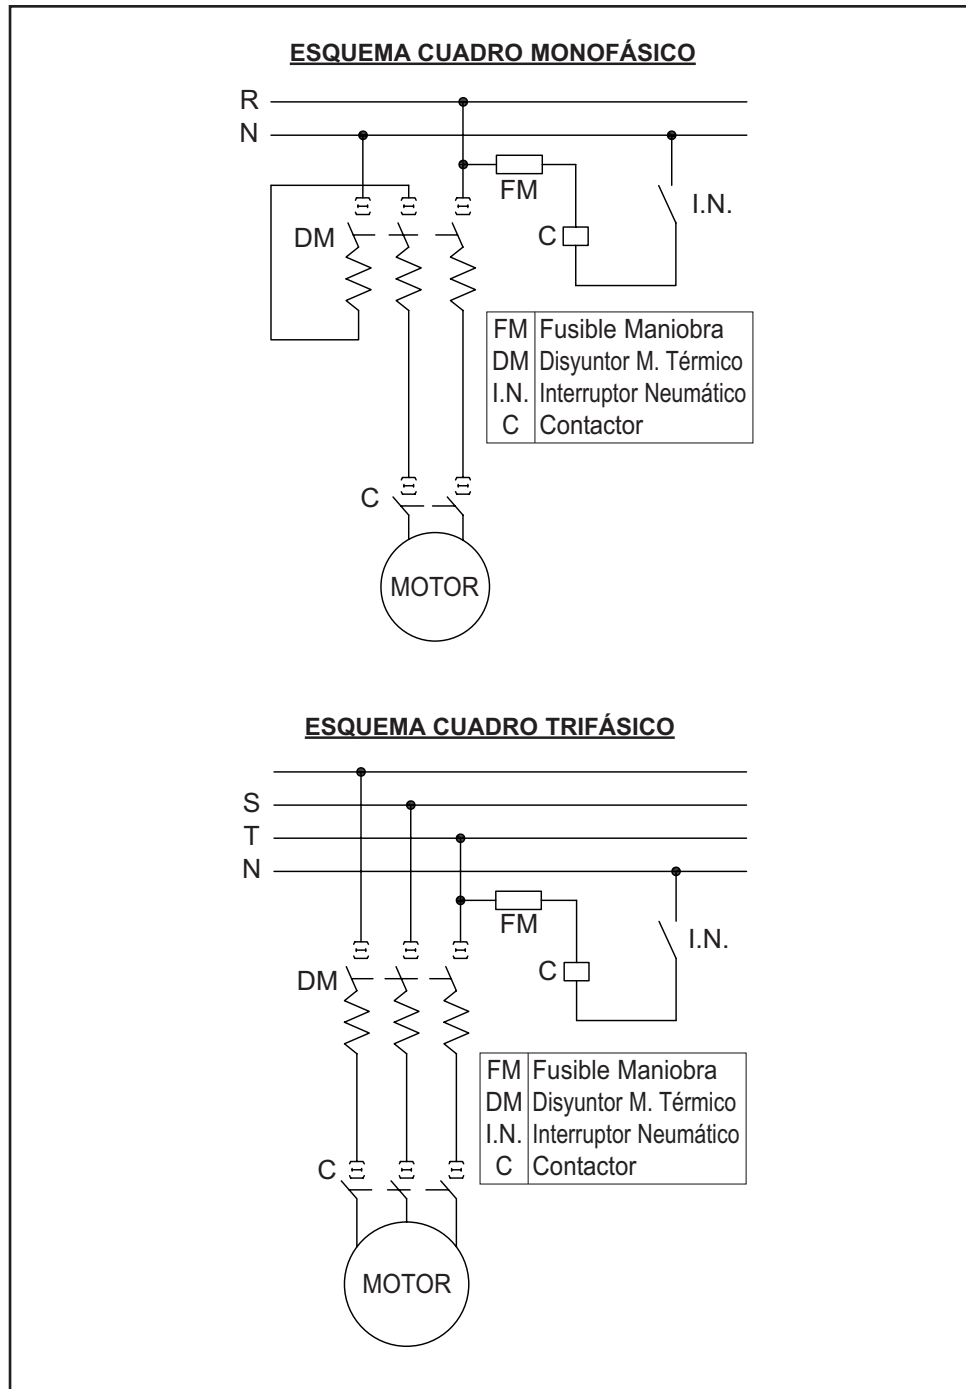 ESQUEMA CUADRO MONOFÁSICO
R
N
FM
I.N.
DM
C
FM Fusible Maniobra
DM Disyuntor M. Térmico
I.N. Interruptor Neumático
C Contactor
C
MOTOR
ESQUEMA CUADRO TRIFÁSICO
S
T
N
FM
I.N.
DM
C
FM Fusible Maniobra
DM Disyuntor M. Térmico
I.N. Interruptor Neumático
C Contactor
C
MOTOR